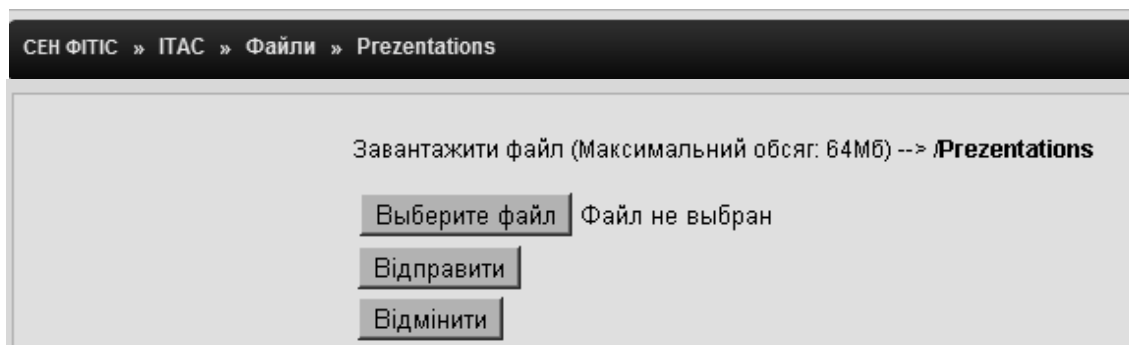 СЕН ФІТІС » ІТАС » Файли » Prezentations
Завантажити файл (Максимальний обсяг: 64Мб) --> /Prezentations
Выберите файл Файл не выбран
Відправити
Відмінити